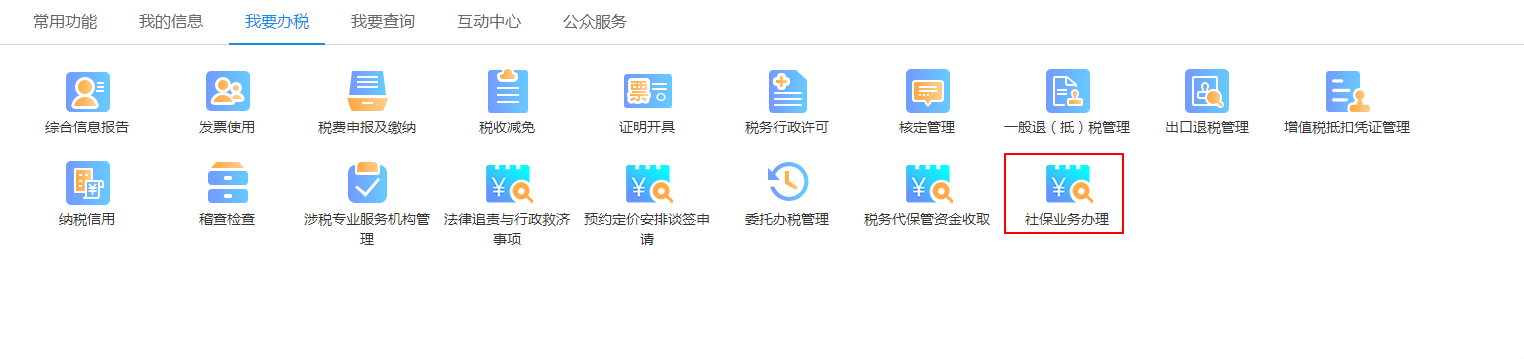 常用功能 我的信息 我要办税 我要查询 互动中心 公众服务
综合信息报告 发票使用 税费申报及缴纳 税收减免 证明开具 税务行政许可 核定管理 一般退（抵）税管理 出口退税管理 增值税抵扣凭证管理
纳税信用 稽查检查 涉税专业服务机构管 法律追责与行政救济 预约定价安排谈签申 委托办税管理 税务代保管资金收取 社保业务办理
理 事项 请